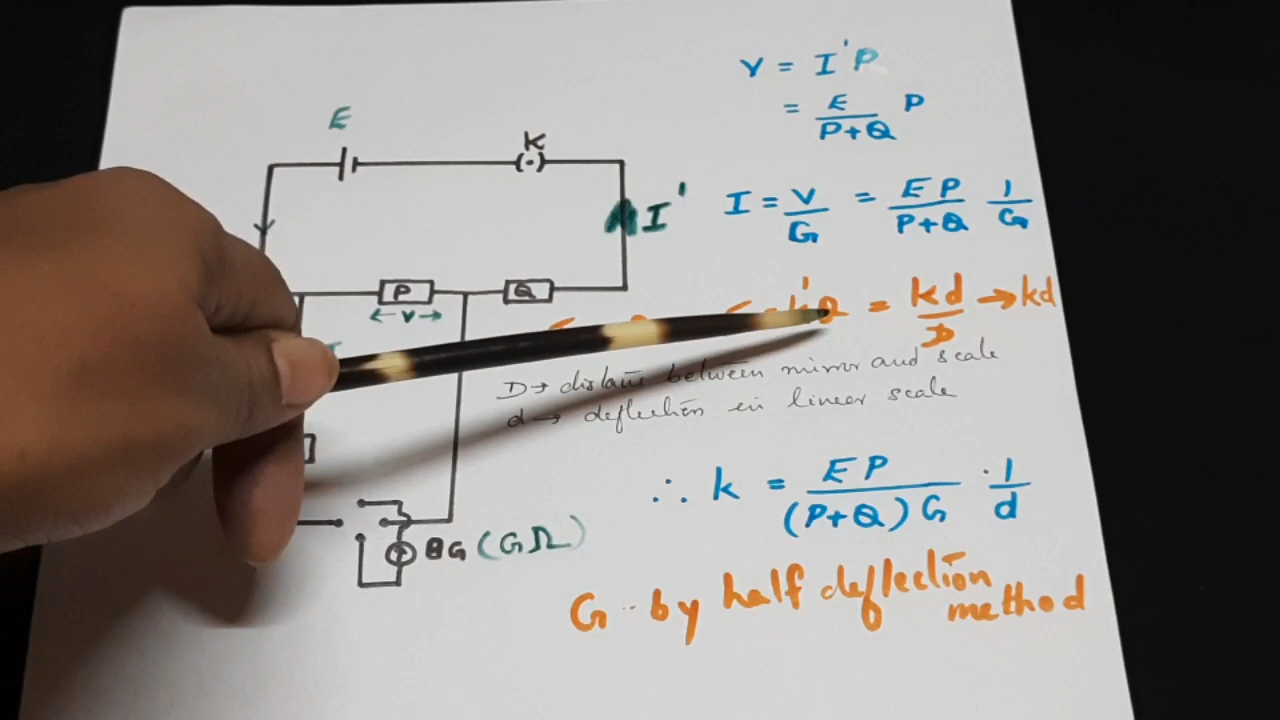 E
K
I'
P
Q
← V →
BG (GΩ)
V = I'P
= E/(P+Q) P
I = V/G = EP/(P+Q) 1/G
= kd/D → kd
D → distance between mirror and scale
d → deflection in linear scale
∴ k = EP/((P+Q)G) · 1/d
G .. by half deflection
method